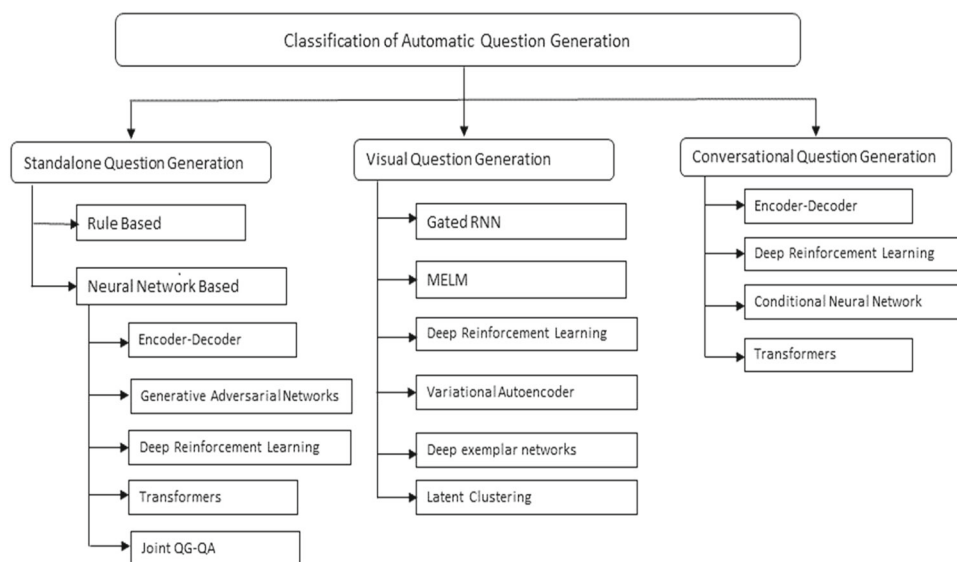 Classification of Automatic Question Generation
Standalone Question Generation
Rule Based
Neural Network Based
Encoder-Decoder
Generative Adversarial Networks
Deep Reinforcement Learning
Transformers
Joint QG-QA
Visual Question Generation
Gated RNN
MELM
Deep Reinforcement Learning
Variational Autoencoder
Deep exemplar networks
Latent Clustering
Conversational Question Generation
Encoder-Decoder
Deep Reinforcement Learning
Conditional Neural Network
Transformers